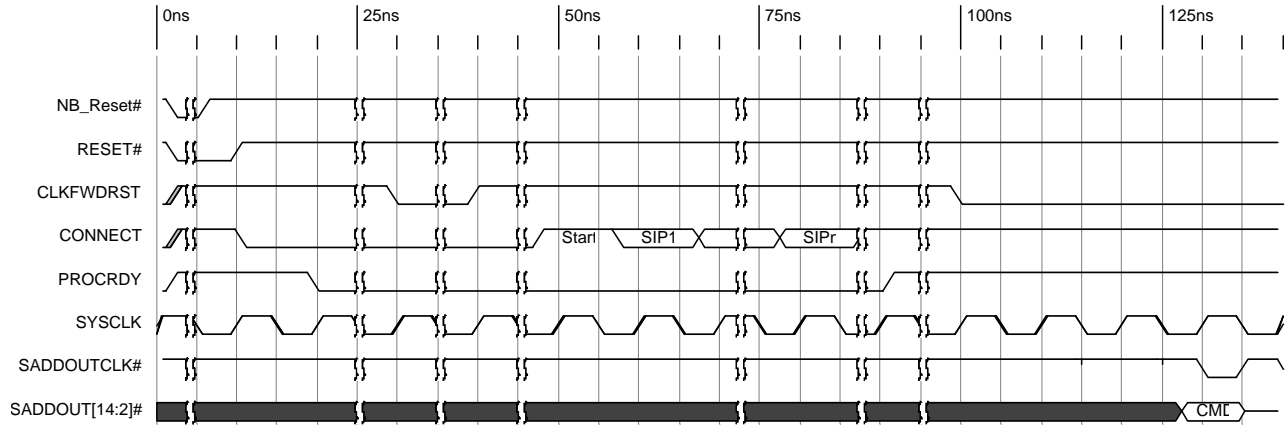 0ns 25ns 50ns 75ns 100ns 125ns
NB_Reset#
RESET#
CLKFWDRST
CONNECT Start SIP1 SIPr
PROCRDY
SYSCLK
SADDOUTCLK#
SADDOUT[14:2]# CMD